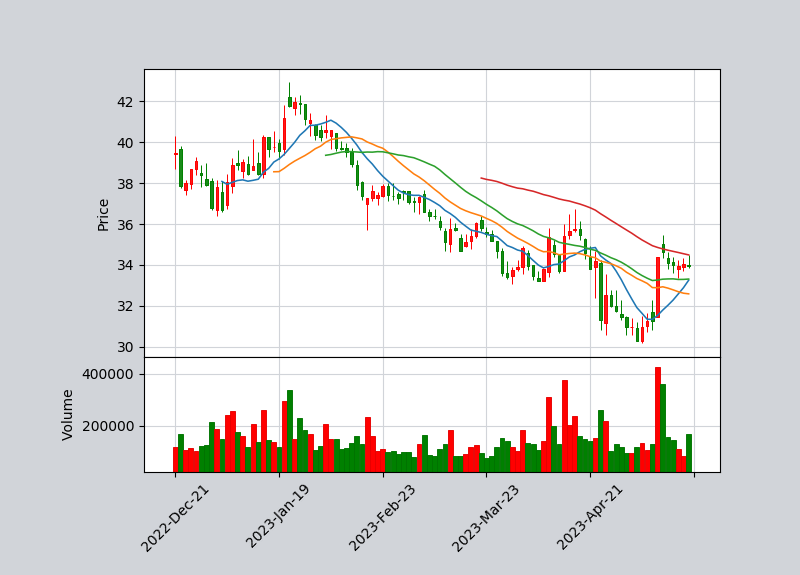 42
40
38
36
34
32
30
Price
400000
200000
Volume
2022-Dec-21
2023-Jan-19
2023-Feb-23
2023-Mar-23
2023-Apr-21